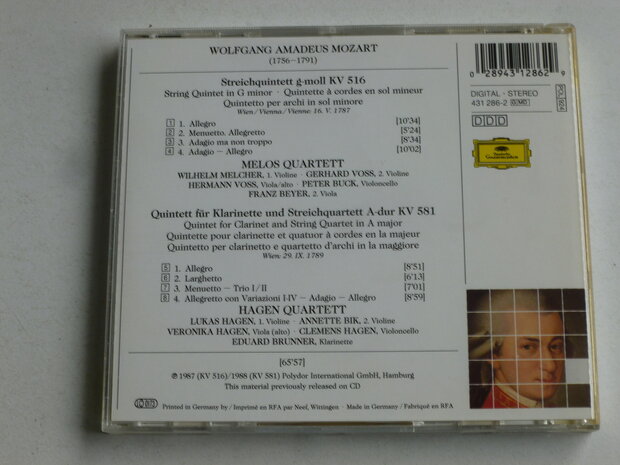 WOLFGANG AMADEUS MOZART
(1756–1791)
Streichquintett g-moll KV 516
String Quintet in G minor · Quintette à cordes en sol mineur
Quintetto per archi in sol minore
Wien / Vienna / Vienne: 16. V. 1787
1 1. Allegro [10'34]
2 2. Menuetto. Allegretto [5'24]
3 3. Adagio ma non troppo [8'34]
4 4. Adagio – Allegro [10'02]
MELOS QUARTETT
WILHELM MELCHER, 1. Violine · GERHARD VOSS, 2. Violine
HERMANN VOSS, Viola/alto · PETER BUCK, Violoncello
FRANZ BEYER, 2. Viola
Quintett für Klarinette und Streichquartett A-dur KV 581
Quintet for Clarinet and String Quartet in A major
Quintette pour clarinette et quatuor à cordes en la majeur
Quintetto per clarinetto e quartetto d'archi in la maggiore
Wien: 29. IX. 1789
5 1. Allegro [8'51]
6 2. Larghetto [6'13]
7 3. Menuetto – Trio I/II [7'01]
8 4. Allegretto con Variazioni I-IV – Adagio – Allegro [8'59]
HAGEN QUARTETT
LUKAS HAGEN, 1. Violine · ANNETTE BIK, 2. Violine
VERONIKA HAGEN, Viola (alto) · CLEMENS HAGEN, Violoncello
EDUARD BRUNNER, Klarinette
[65'57]
℗ 1987 (KV 516)/1988 (KV 581) Polydor International GmbH, Hamburg
This material previously released on CD
Printed in Germany by / Imprimé en RFA par Neef, Wittingen · Made in Germany / Fabriqué en RFA
0 28943 12862 9
DIGITAL · STEREO
431 286-2 GMD
DDD
Deutsche
Grammophon